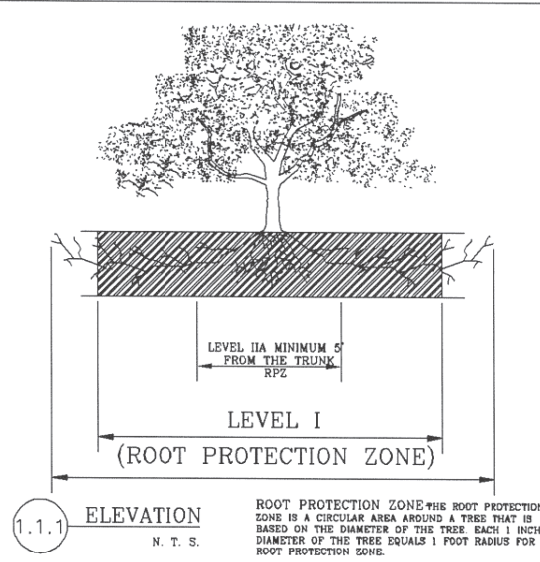 LEVEL IIA MINIMUM 5'
FROM THE TRUNK
RPZ
LEVEL I
(ROOT PROTECTION ZONE)
1.1.1
ELEVATION
N. T. S.
ROOT PROTECTION ZONE THE ROOT PROTECTION
ZONE IS A CIRCULAR AREA AROUND A TREE THAT IS
BASED ON THE DIAMETER OF THE TREE. EACH 1 INCH
DIAMETER OF THE TREE EQUALS 1 FOOT RADIUS FOR
ROOT PROTECTION ZONE.